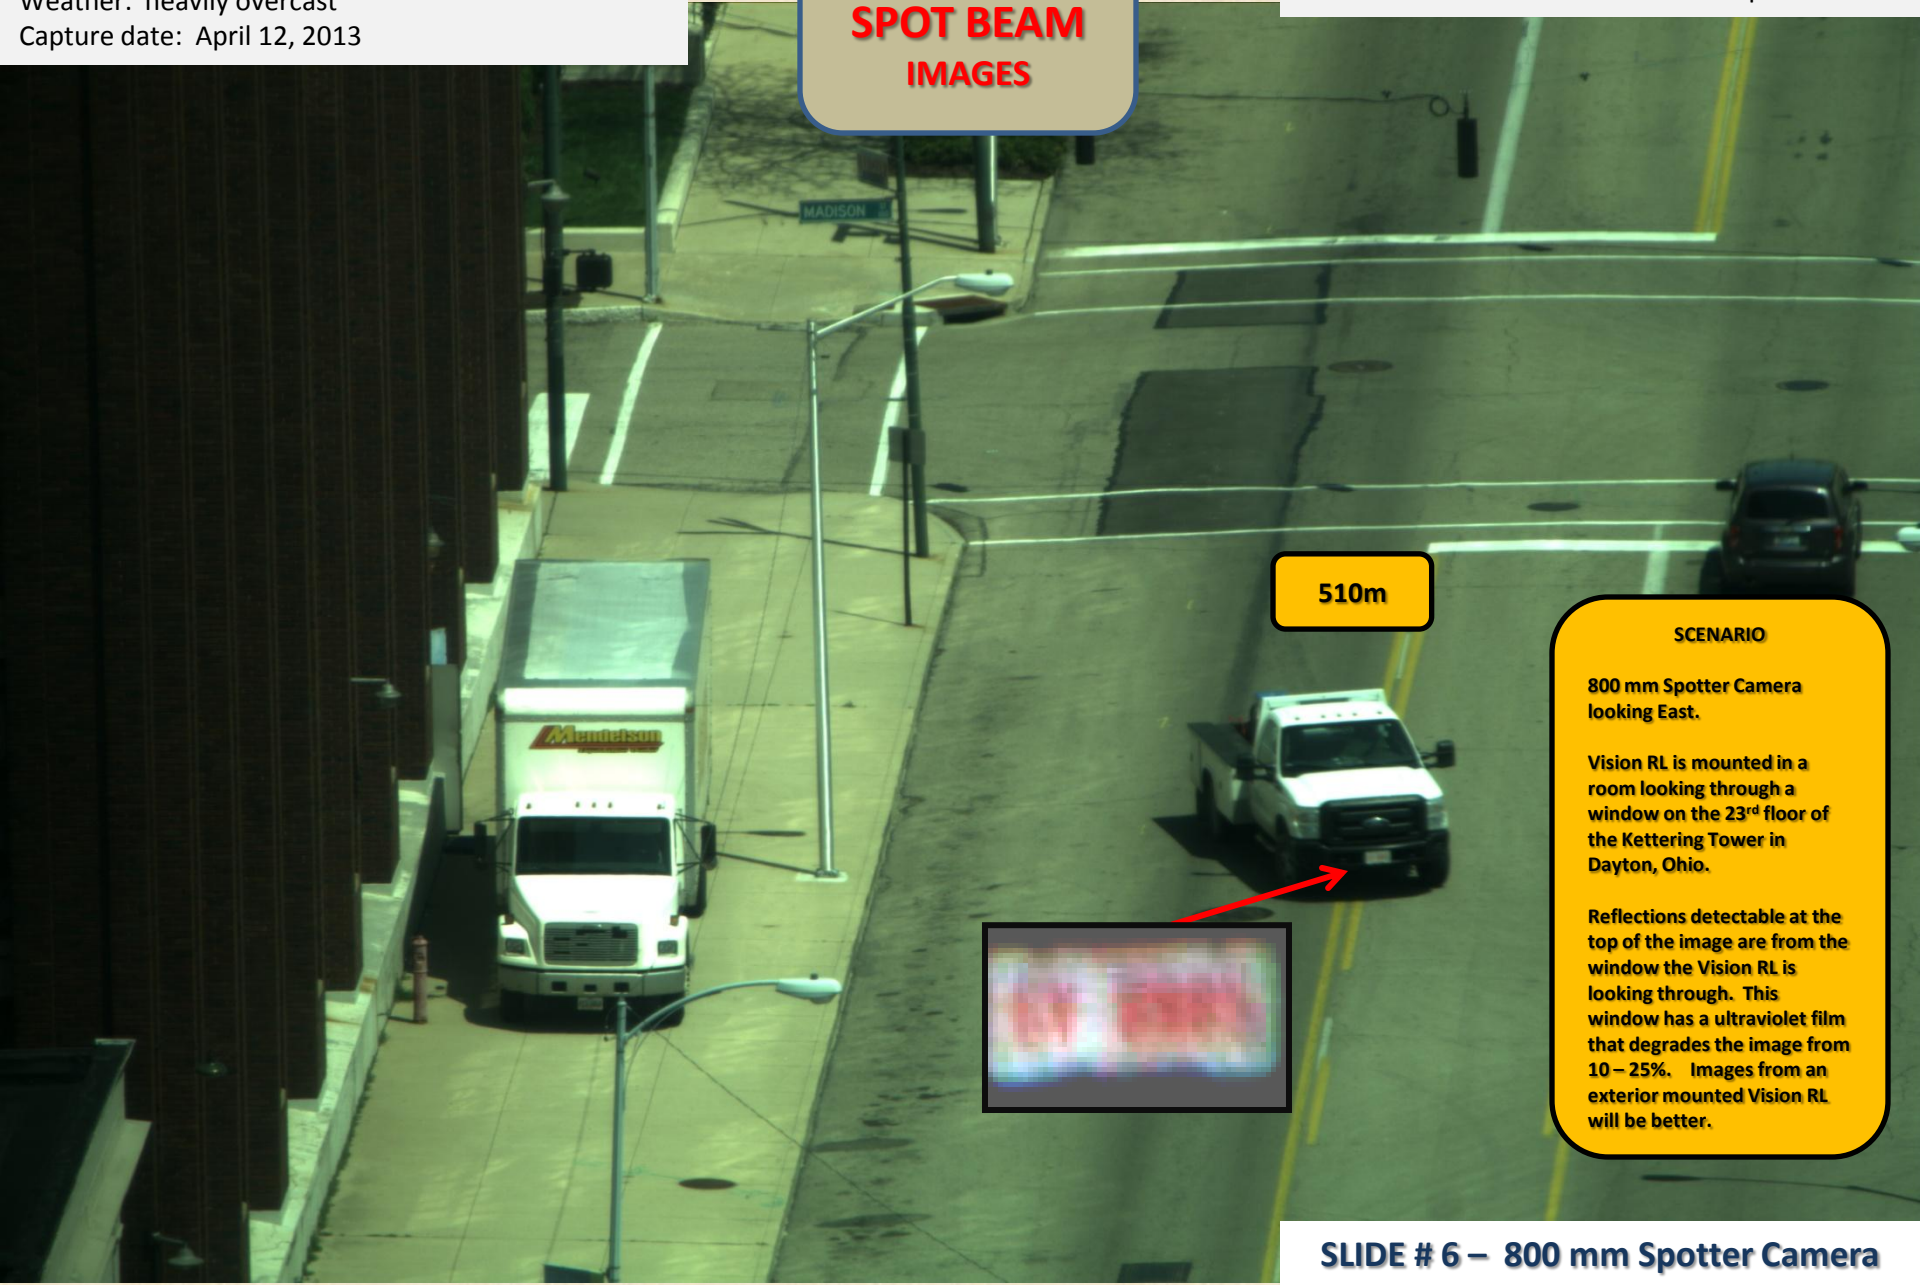 Weather:  heavily overcast
Capture date:  April 12, 2013
SPOT BEAM
IMAGES
MADISON
510m
SCENARIO
800 mm Spotter Camera
looking East.
Vision RL is mounted in a
room looking through a
window on the 23rd floor of
the Kettering Tower in
Dayton, Ohio.
Reflections detectable at the
top of the image are from the
window the Vision RL is
looking through.  This
window has a ultraviolet film
that degrades the image from
10 – 25%.    Images from an
exterior mounted Vision RL
will be better.
Mendelson
SLIDE # 6 –  800 mm Spotter Camera